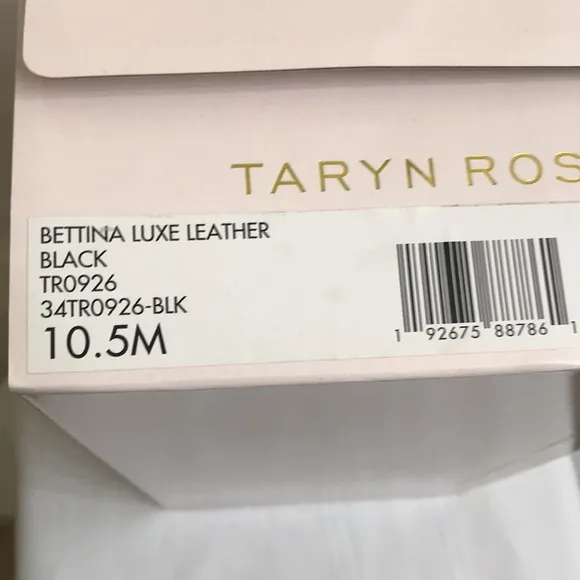 TARYN ROS
BETTINA LUXE LEATHER
BLACK
TR0926
34TR0926-BLK
10.5M
1 92675 88786 1